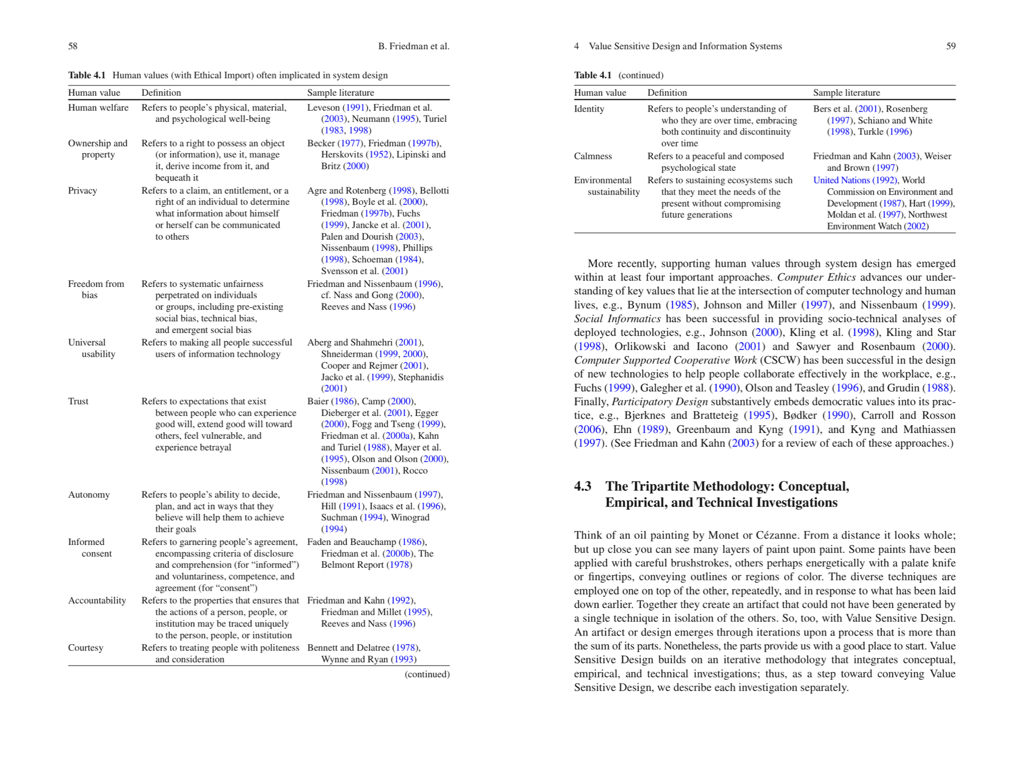 58
B. Friedman et al.
Table 4.1 Human values (with Ethical Import) often implicated in system design
Human value Definition Sample literature
Human welfare Refers to people's physical, material, Leveson (1991), Friedman et al.
and psychological well-being (2003), Neumann (1995), Turiel
(1983, 1998)
Ownership and Refers to a right to possess an object Becker (1977), Friedman (1997b),
property (or information), use it, manage Herskovits (1952), Lipinski and
it, derive income from it, and Britz (2000)
bequeath it
Privacy Refers to a claim, an entitlement, or a Agre and Rotenberg (1998), Bellotti
right of an individual to determine (1998), Boyle et al. (2000),
what information about himself Friedman (1997b), Fuchs
or herself can be communicated (1999), Jancke et al. (2001),
to others Palen and Dourish (2003),
Nissenbaum (1998), Phillips
(1998), Schoeman (1984),
Svensson et al. (2001)
Freedom from Refers to systematic unfairness Friedman and Nissenbaum (1996),
bias perpetrated on individuals cf. Nass and Gong (2000),
or groups, including pre-existing Reeves and Nass (1996)
social bias, technical bias,
and emergent social bias
Universal Refers to making all people successful Aberg and Shahmehri (2001),
usability users of information technology Shneiderman (1999, 2000),
Cooper and Rejmer (2001),
Jacko et al. (1999), Stephanidis
(2001)
Trust Refers to expectations that exist Baier (1986), Camp (2000),
between people who can experience Dieberger et al. (2001), Egger
good will, extend good will toward (2000), Fogg and Tseng (1999),
others, feel vulnerable, and Friedman et al. (2000a), Kahn
experience betrayal and Turiel (1988), Mayer et al.
(1995), Olson and Olson (2000),
Nissenbaum (2001), Rocco
(1998)
Autonomy Refers to people's ability to decide, Friedman and Nissenbaum (1997),
plan, and act in ways that they Hill (1991), Isaacs et al. (1996),
believe will help them to achieve Suchman (1994), Winograd
their goals (1994)
Informed Refers to garnering people's agreement, Faden and Beauchamp (1986),
consent encompassing criteria of disclosure Friedman et al. (2000b), The
and comprehension (for "informed") Belmont Report (1978)
and voluntariness, competence, and
agreement (for "consent")
Accountability Refers to the properties that ensures that Friedman and Kahn (1992),
the actions of a person, people, or Friedman and Millet (1995),
institution may be traced uniquely Reeves and Nass (1996)
to the person, people, or institution
Courtesy Refers to treating people with politeness Bennett and Delatree (1978),
and consideration Wynne and Ryan (1993)
(continued)
4 Value Sensitive Design and Information Systems
59
Table 4.1 (continued)
Human value Definition Sample literature
Identity Refers to people's understanding of Bers et al. (2001), Rosenberg
who they are over time, embracing (1997), Schiano and White
both continuity and discontinuity (1998), Turkle (1996)
over time
Calmness Refers to a peaceful and composed Friedman and Kahn (2003), Weiser
psychological state and Brown (1997)
Environmental Refers to sustaining ecosystems such United Nations (1992), World
sustainability that they meet the needs of the Commission on Environment and
present without compromising Development (1987), Hart (1999),
future generations Moldan et al. (1997), Northwest
Environment Watch (2002)
More recently, supporting human values through system design has emerged
within at least four important approaches. Computer Ethics advances our under-
standing of key values that lie at the intersection of computer technology and human
lives, e.g., Bynum (1985), Johnson and Miller (1997), and Nissenbaum (1999).
Social Informatics has been successful in providing socio-technical analyses of
deployed technologies, e.g., Johnson (2000), Kling et al. (1998), Kling and Star
(1998), Orlikowski and Iacono (2001) and Sawyer and Rosenbaum (2000).
Computer Supported Cooperative Work (CSCW) has been successful in the design
of new technologies to help people collaborate effectively in the workplace, e.g.,
Fuchs (1999), Galegher et al. (1990), Olson and Teasley (1996), and Grudin (1988).
Finally, Participatory Design substantively embeds democratic values into its prac-
tice, e.g., Bjerknes and Bratteteig (1995), Bødker (1990), Carroll and Rosson
(2006), Ehn (1989), Greenbaum and Kyng (1991), and Kyng and Mathiassen
(1997). (See Friedman and Kahn (2003) for a review of each of these approaches.)
4.3 The Tripartite Methodology: Conceptual,
Empirical, and Technical Investigations
Think of an oil painting by Monet or Cézanne. From a distance it looks whole;
but up close you can see many layers of paint upon paint. Some paints have been
applied with careful brushstrokes, others perhaps energetically with a palate knife
or fingertips, conveying outlines or regions of color. The diverse techniques are
employed one on top of the other, repeatedly, and in response to what has been laid
down earlier. Together they create an artifact that could not have been generated by
a single technique in isolation of the others. So, too, with Value Sensitive Design.
An artifact or design emerges through iterations upon a process that is more than
the sum of its parts. Nonetheless, the parts provide us with a good place to start. Value
Sensitive Design builds on an iterative methodology that integrates conceptual,
empirical, and technical investigations; thus, as a step toward conveying Value
Sensitive Design, we describe each investigation separately.